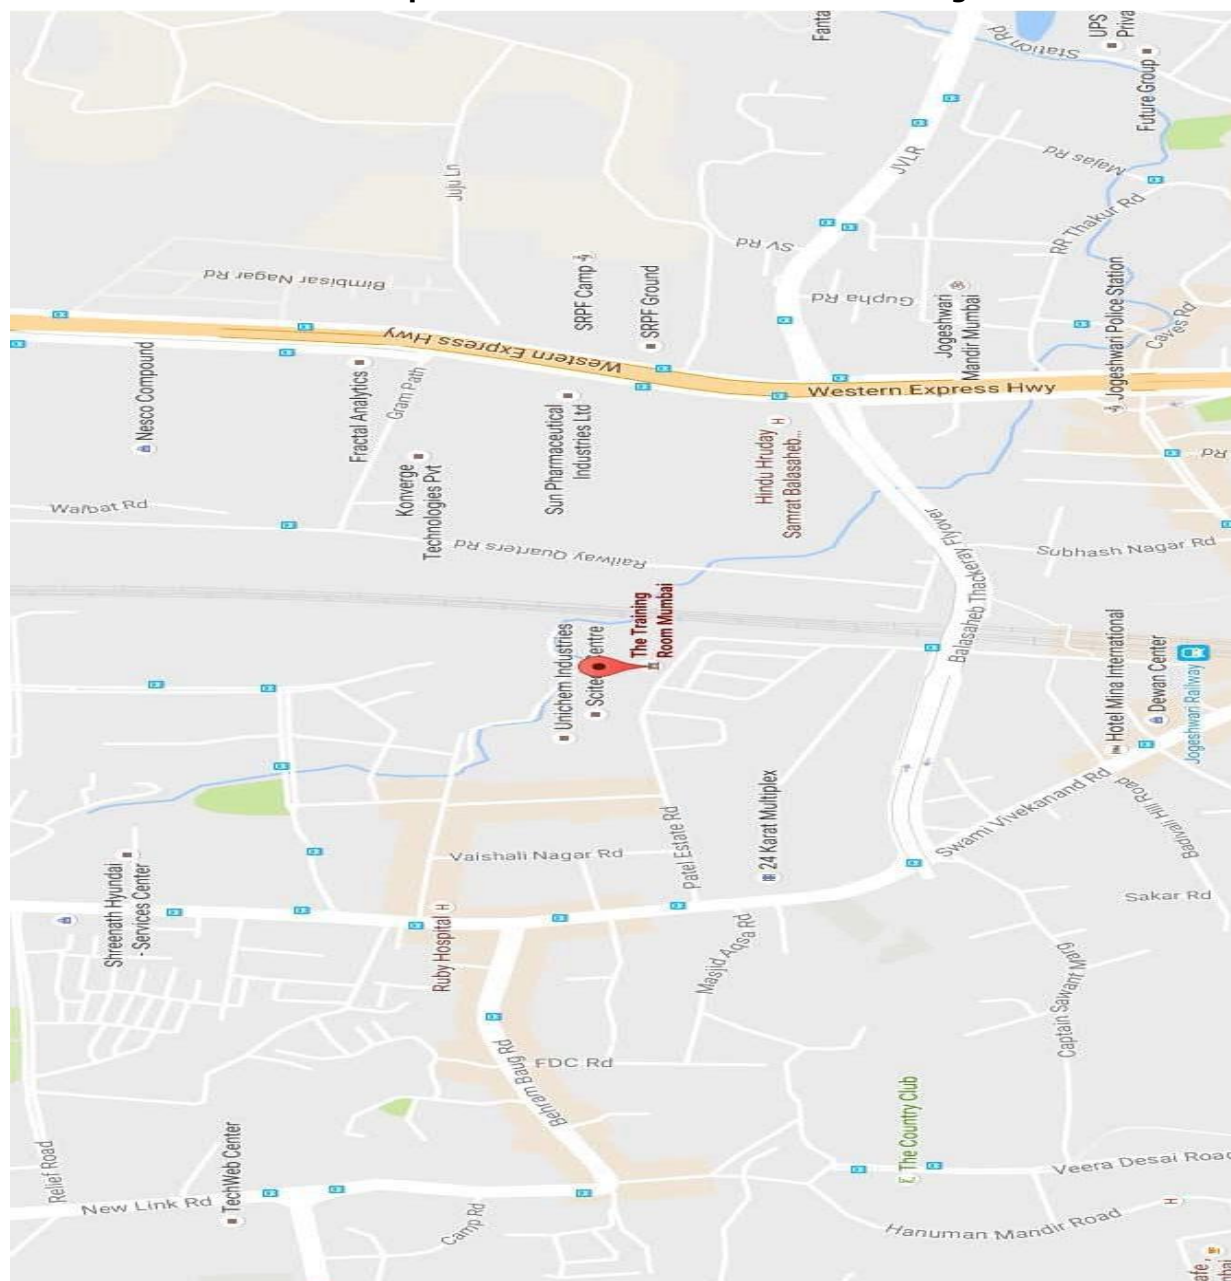 Fanta
UPS
Priva
Station Rd
Future Group
JVLR
Majas Rd
Juju Ln
RR Thakur Rd
SV Rd
Bimbisar Nagar Rd
SRPF Camp
SRPF Ground
Gupha Rd
Jogeshwari
Mandir Mumbai
Jogeshwari Police Station
Caves Rd
Western Express Hwy
Western Express Hwy
Nesco Compound
Fractal Analytics
Gram Path
Sun Pharmaceutical
Industries Ltd
Hindu Hruday
Samrat Balasaheb...
Rd...
Konverge
Technologies Pvt
Walbat Rd
Railway Quarters Rd
Subhash Nagar Rd
Balasaheb Thackeray Flyover
The Training
Room Mumbai
Unichem Industries
Hotel Mina International
Dewan Center
Jogeshwari Railway
24 Karat Multiplex
Swami Vivekanand Rd
Badvali Hill Road
Patel Estate Rd
Vaishali Nagar Rd
Sakar Rd
Shreenath Hyundai
- Services Center
Ruby Hospital
Masjid Aqsa Rd
Captain Sawant Marg
Behram Baug Rd
FDC Rd
The Country Club
Veera Desai Road
Relief Road
New Link Rd
TechWeb Center
Camp Rd
Hanuman Mandir Road
afe,